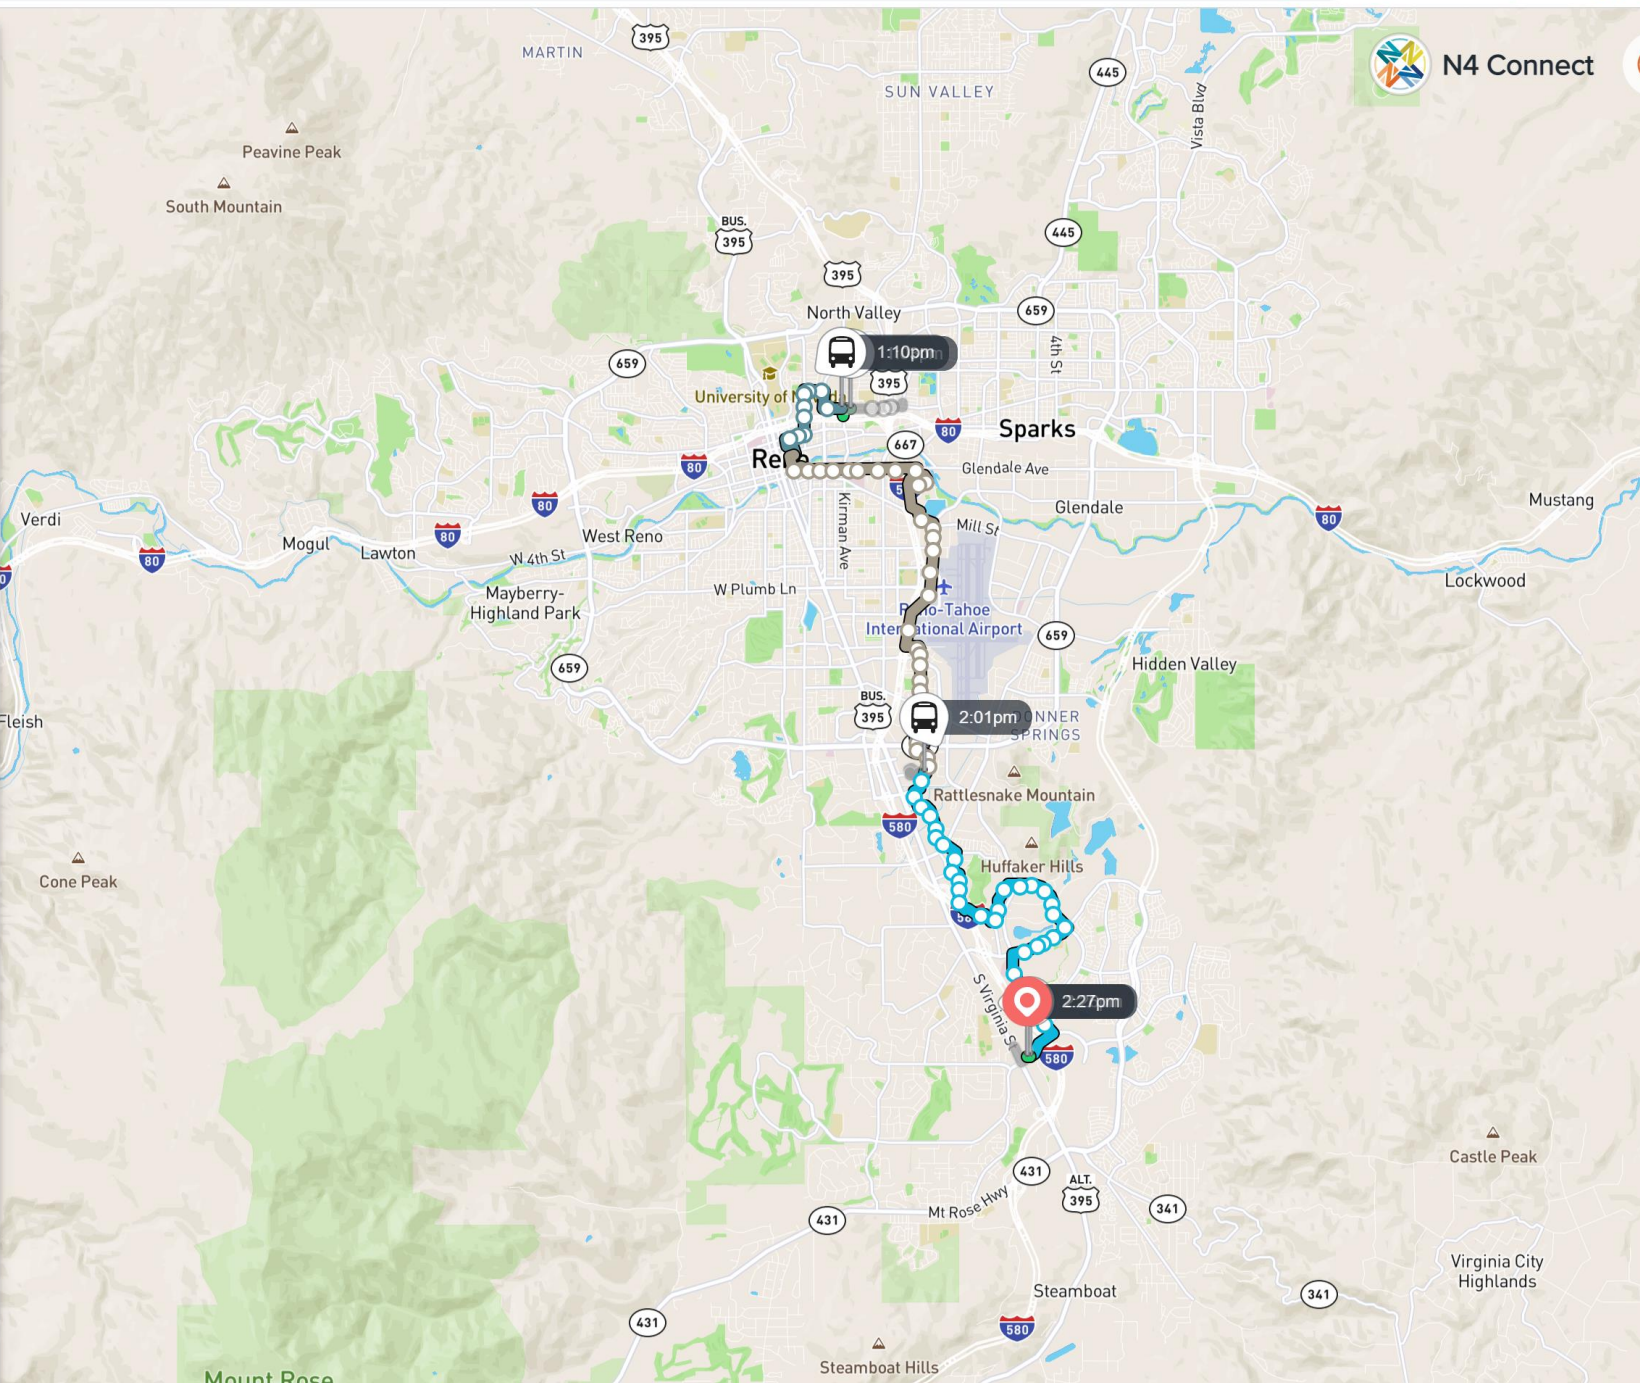 395
MARTIN
445
N4 Connect
SUN VALLEY
Vista Blvd
Peavine Peak
South Mountain
BUS.
395
445
395
North Valley
659
659
4th St
1:10pm
395
University of
80
Sparks
667
80
Glendale Ave
80
Kirman Ave
Glendale
Mustang
Verdi
80
80
Mogul
Lawton
80
W 4th St
West Reno
Mill St
80
Lockwood
Mayberry-
Highland Park
W Plumb Ln
Reno-Tahoe
International Airport
659
659
Hidden Valley
BUS.
395
2:01pm
DONNER
SPRINGS
Fleish
Rattlesnake Mountain
580
Huffaker Hills
Cone Peak
S Virginia St
2:27pm
580
431
ALT.
395
Castle Peak
431
Mt Rose Hwy
341
Virginia City
Highlands
Steamboat
341
431
580
Steamboat Hills
Mount Rose